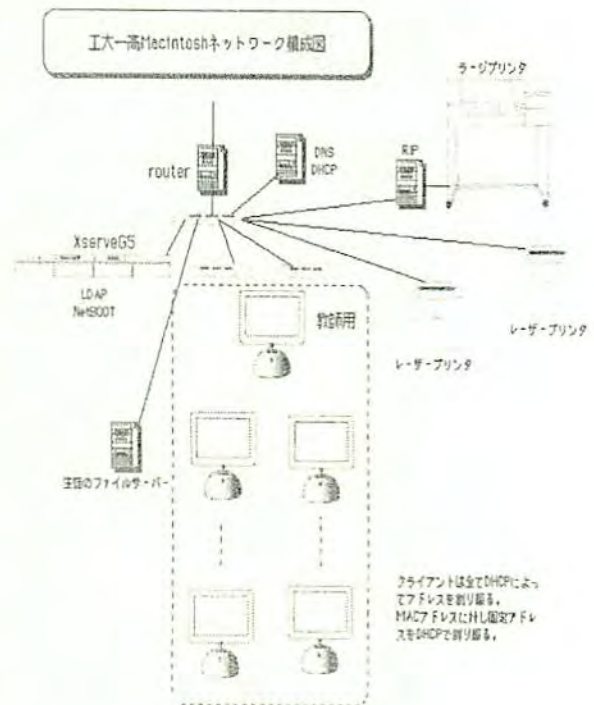 工大一高Macintoshネットワーク構成図
ラージプリンタ
router
DNS
DHCP
RIP
XserveG5
LDAP
NetBOOT
教師用
レーザープリンタ
レーザープリンタ
生徒のファイルサーバー
クライアントは全てDHCPによっ
てアドレスを割り振る。
MACアドレスに対し固定アドレ
スをDHCPで割り振る。